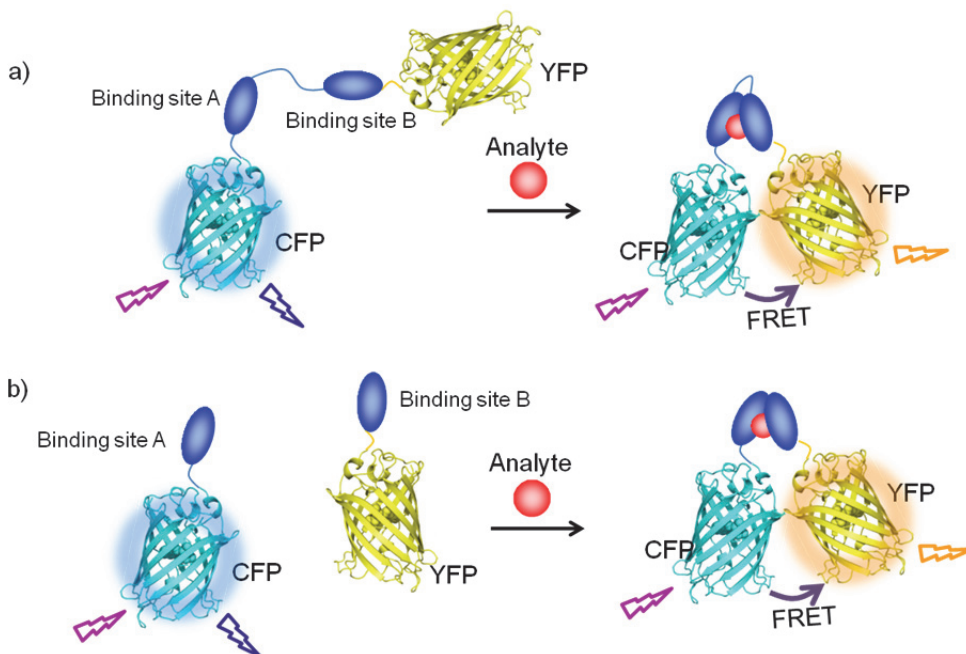 a)
Binding site A
Binding site B
YFP
CFP
Analyte
YFP
CFP
FRET
b)
Binding site A
Binding site B
CFP
YFP
Analyte
YFP
CFP
FRET